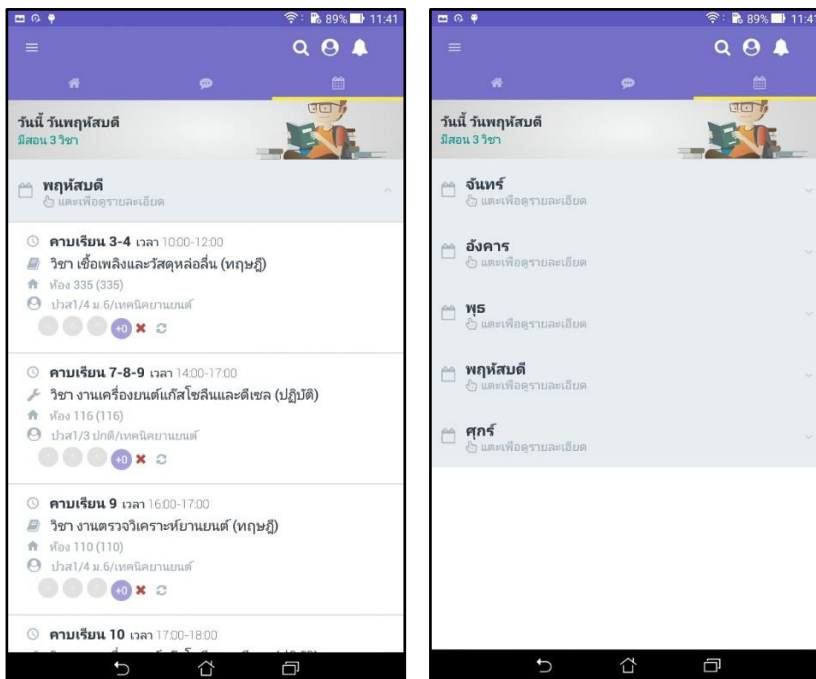 89% 11:41
วันนี้ วันพฤหัสบดี
มีสอน 3 วิชา
พฤหัสบดี
แตะเพื่อดูรายละเอียด
คาบเรียน 3-4 เวลา 10:00-12:00
วิชา เชื้อเพลิงและวัสดุหล่อลื่น (ทฤษฎี)
ห้อง 335 (335)
ปวส1/4 ม.6/เทคนิคยานยนต์
+0
คาบเรียน 7-8-9 เวลา 14:00-17:00
วิชา งานเครื่องยนต์แก๊สโซลีนและดีเซล (ปฏิบัติ)
ห้อง 116 (116)
ปวส1/3 ปกติ/เทคนิคยานยนต์
+0
คาบเรียน 9 เวลา 16:00-17:00
วิชา งานตรวจวิเคราะห์ยานยนต์ (ทฤษฎี)
ห้อง 110 (110)
ปวส1/4 ม.6/เทคนิคยานยนต์
+0
คาบเรียน 10 เวลา 17:00-18:00
89% 11:41
วันนี้ วันพฤหัสบดี
มีสอน 3 วิชา
จันทร์
แตะเพื่อดูรายละเอียด
อังคาร
แตะเพื่อดูรายละเอียด
พุธ
แตะเพื่อดูรายละเอียด
พฤหัสบดี
แตะเพื่อดูรายละเอียด
ศุกร์
แตะเพื่อดูรายละเอียด